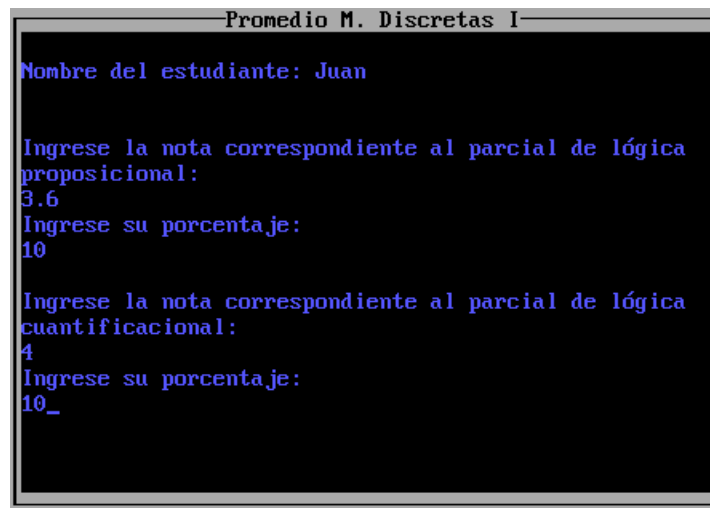 Promedio M. Discretas I
Nombre del estudiante: Juan
Ingrese la nota correspondiente al parcial de lógica
proposicional:
3.6
Ingrese su porcentaje:
10
Ingrese la nota correspondiente al parcial de lógica
cuantificacional:
4
Ingrese su porcentaje:
10_